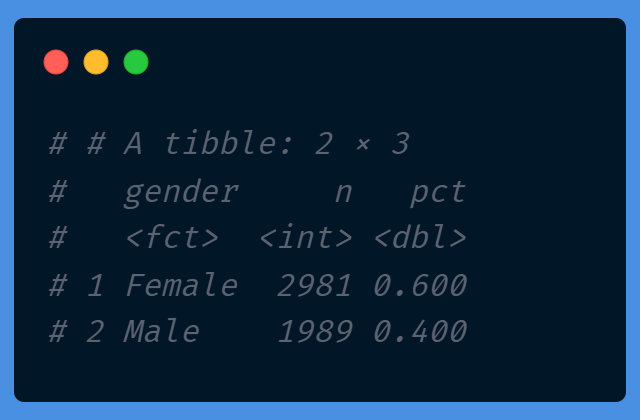 # # A tibble: 2 × 3
#   gender     n   pct
#   <fct>  <int> <dbl>
# 1 Female  2981 0.600
# 2 Male    1989 0.400